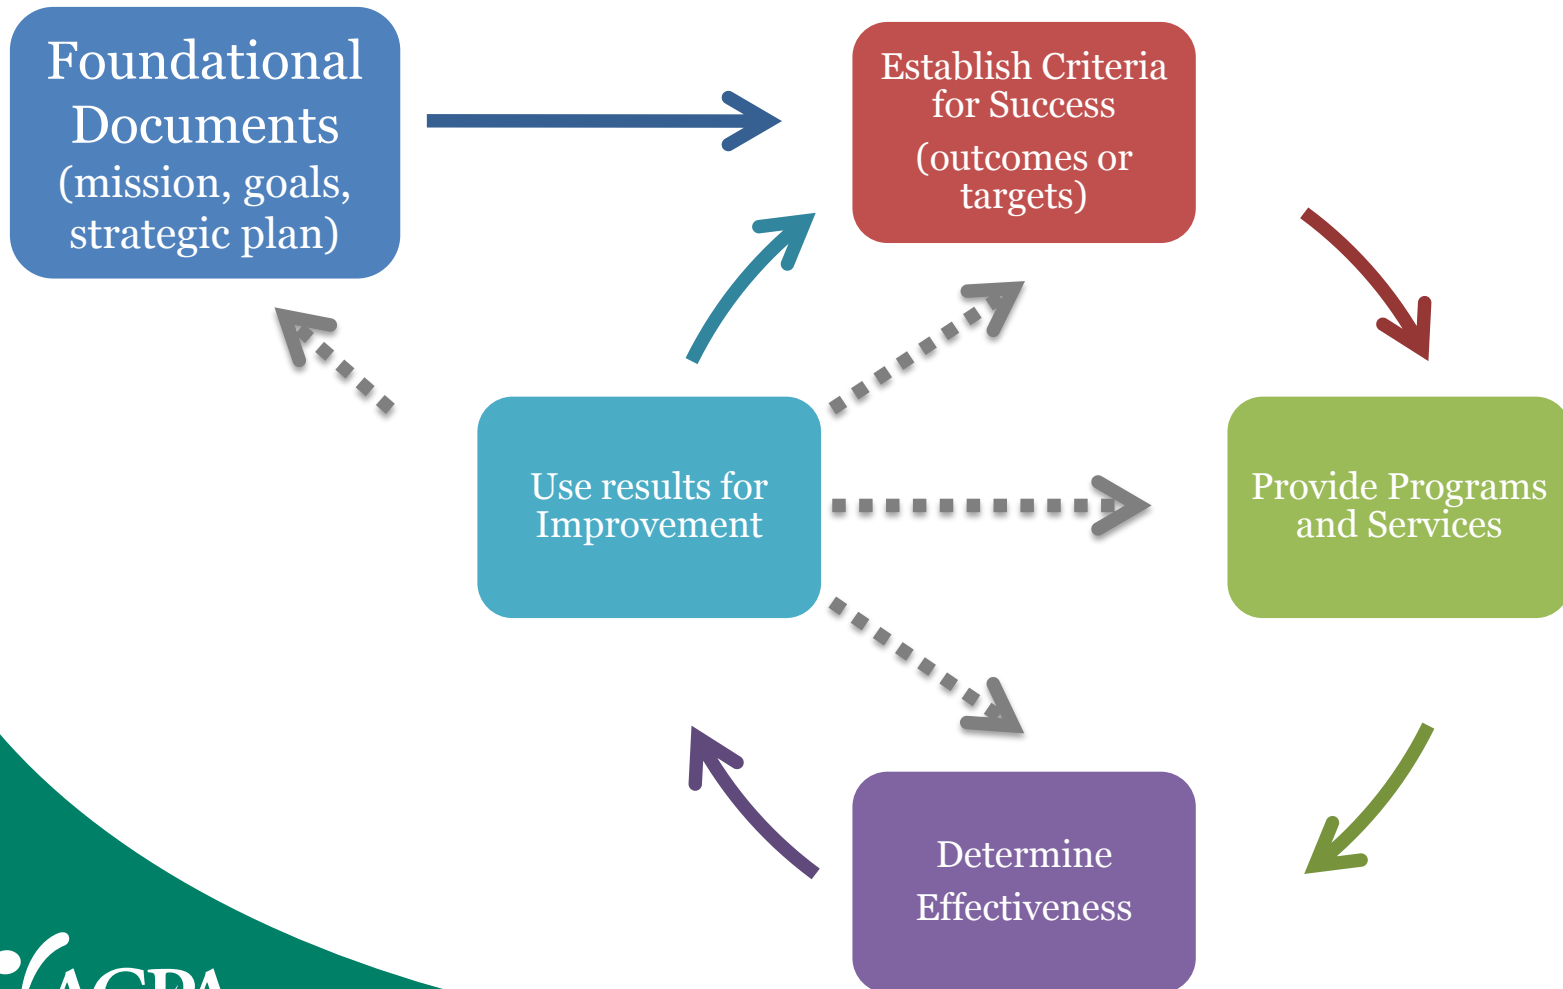 Foundational
Documents
(mission, goals,
strategic plan)
Establish Criteria
for Success
(outcomes or
targets)
Use results for
Improvement
Provide Programs
and Services
Determine
Effectiveness
ACPA